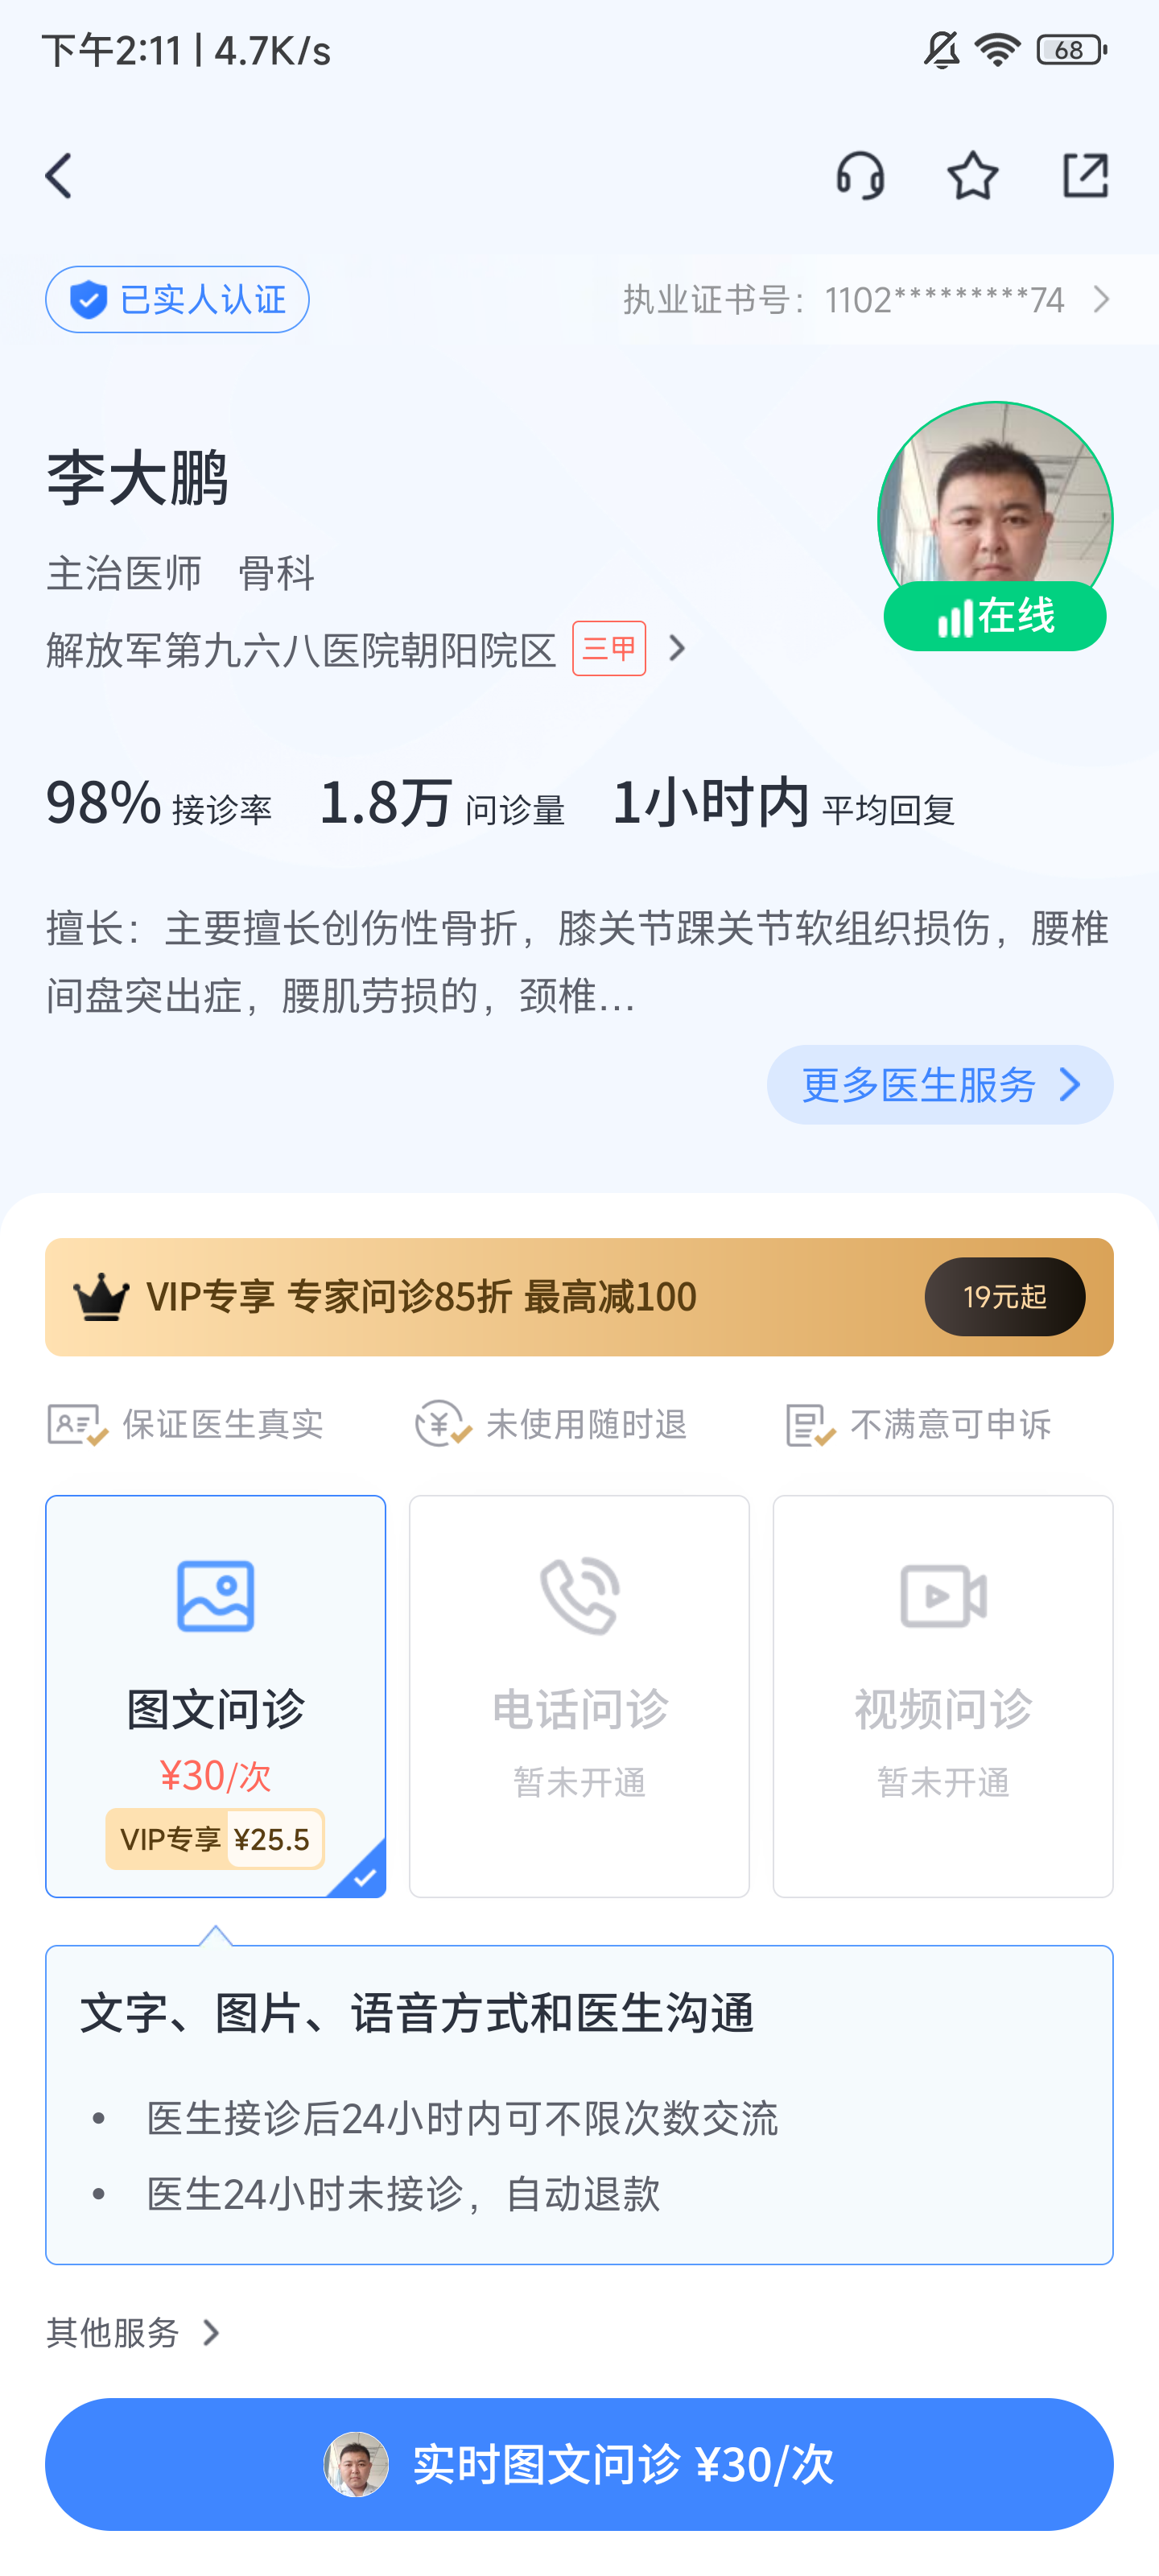 下午2:11 | 4.7K/s
68
已实人认证
执业证书号：1102*********74
李大鹏
主治医师 骨科
解放军第九六八医院朝阳院区 三甲
在线
98% 接诊率 1.8万 问诊量 1小时内 平均回复
擅长：主要擅长创伤性骨折，膝关节踝关节软组织损伤，腰椎
间盘突出症，腰肌劳损的，颈椎...
更多医生服务
VIP专享 专家问诊85折 最高减100
19元起
保证医生真实
未使用随时退
不满意可申诉
图文问诊
¥30/次
VIP专享 ¥25.5
电话问诊
暂未开通
视频问诊
暂未开通
文字、图片、语音方式和医生沟通
• 医生接诊后24小时内可不限次数交流
• 医生24小时未接诊，自动退款
其他服务
实时图文问诊 ¥30/次